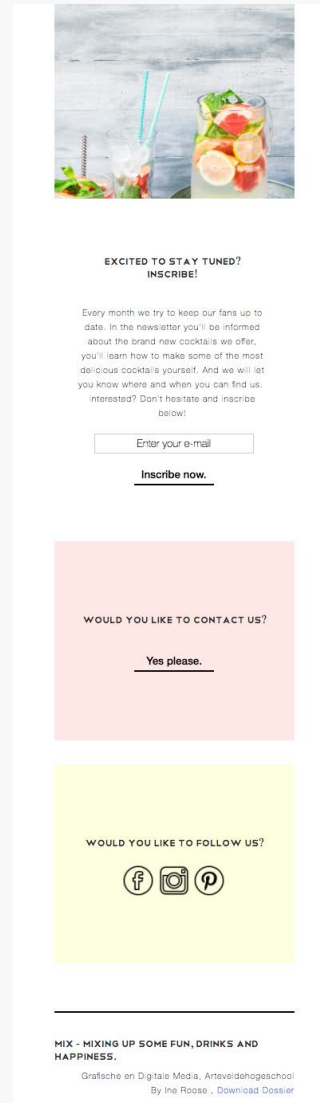 EXCITED TO STAY TUNED?
INSCRIBE!
Every month we try to keep our fans up to
date. In the newsletter you'll be informed
about the brand new cocktails we offer,
you'll learn how to make some of the most
delicious cocktails yourself. And we will let
you know where and when you can find us.
interested? Don't hesitate and inscribe
below!
Enter your e-mail
Inscribe now.
WOULD YOU LIKE TO CONTACT US?
Yes please.
WOULD YOU LIKE TO FOLLOW US?
MIX - MIXING UP SOME FUN, DRINKS AND
HAPPINESS.
Grafische en Digitale Media, Arteveldehogeschool
By Ine Roose , Download Dossier